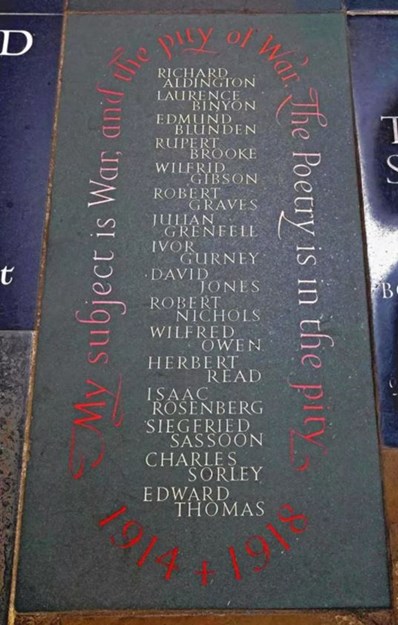 My subject is War, and the pity of War. The Poetry is in the pity
RICHARD
ALDINGTON
LAURENCE
BINYON
EDMUND
BLUNDEN
RUPERT
BROOKE
WILFRID
GIBSON
ROBERT
GRAVES
JULIAN
GRENFELL
IVOR
GURNEY
DAVID
JONES
ROBERT
NICHOLS
WILFRED
OWEN
HERBERT
READ
ISAAC
ROSENBERG
SIEGFRIED
SASSOON
CHARLES
SORLEY
EDWARD
THOMAS
1914 + 1918